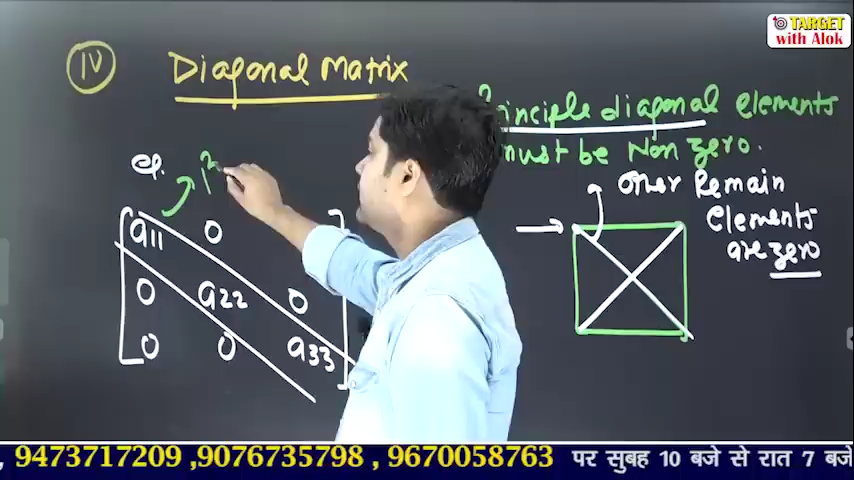 TARGET
with Alok
IV Diagonal Matrix
rinciple diagonal elements
must be Non zero.
eg.
Other Remain
elements
are zero
a11 0
0 a22 0
0 0 a33
, 9473717209 ,9076735798 , 9670058763 पर सुबह 10 बजे से रात 7 बजे